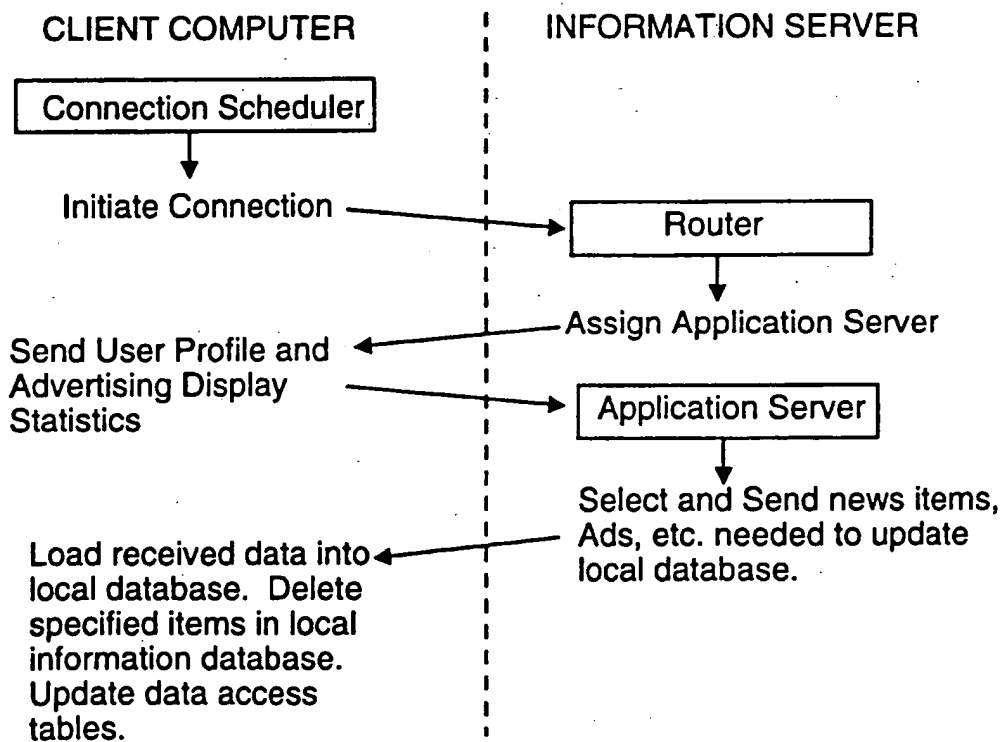 CLIENT COMPUTER
INFORMATION SERVER
Connection Scheduler
Initiate Connection
Router
Assign Application Server
Send User Profile and
Advertising Display
Statistics
Application Server
Select and Send news items,
Ads, etc. needed to update
local database.
Load received data into
local database. Delete
specified items in local
information database.
Update data access
tables.